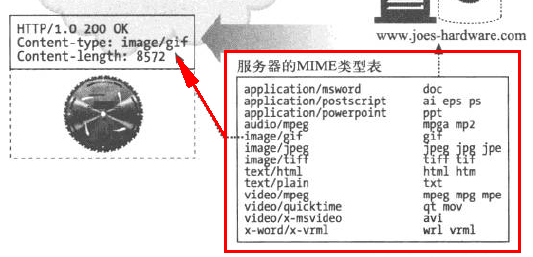 HTTP/1.0 200 OK
Content-type: image/gif
Content-length: 8572
www.joes-hardware.com
服务器的MIME类型表
application/msword doc
application/postscript ai eps ps
application/powerpoint ppt
audio/mpeg mpga mp2
image/gif gif
image/jpeg jpeg jpg jpe
image/tiff tiff tif
text/html html htm
text/plain txt
video/mpeg mpeg mpg mpe
video/quicktime qt mov
video/x-msvideo avi
x-word/x-vrml wrl vrml